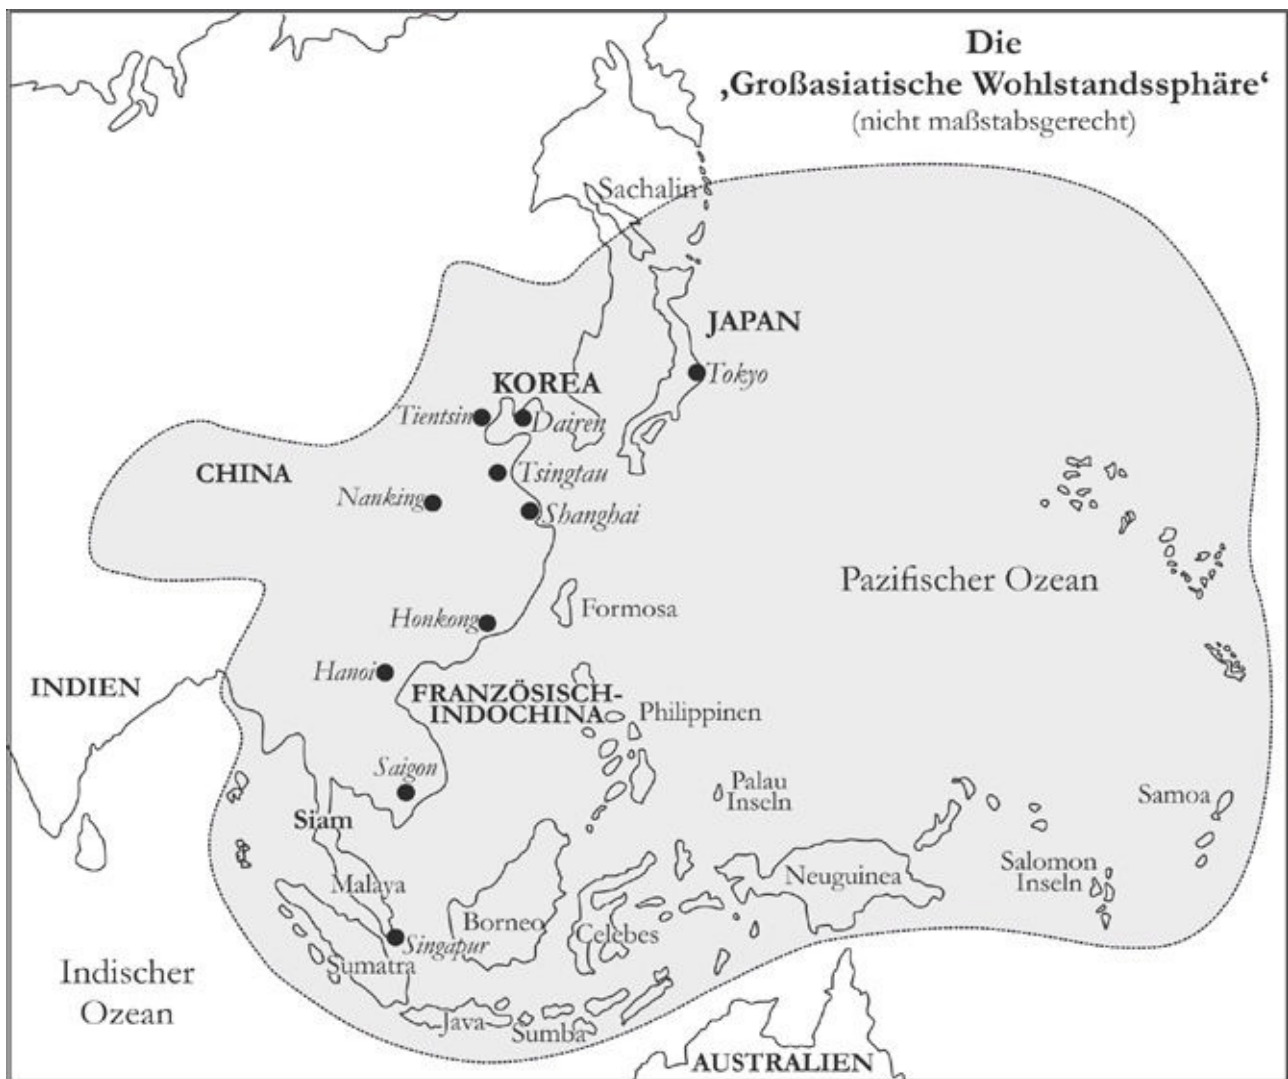 Die
‚Großasiatische Wohlstandssphäre‘
(nicht maßstabsgerecht)
Sachalin
JAPAN
Tokyo
KOREA
Tientsin
Dairen
CHINA
Tsingtau
Nanking
Shanghai
Pazifischer Ozean
Formosa
Honkong
Hanoi
INDIEN
FRANZÖSISCH-
INDOCHINA
Philippinen
Saigon
Palau
Inseln
Samoa
Siam
Malaya
Neuguinea
Salomon
Inseln
Borneo
Celebes
Singapur
Sumatra
Indischer
Ozean
Java
Sumba
AUSTRALIEN